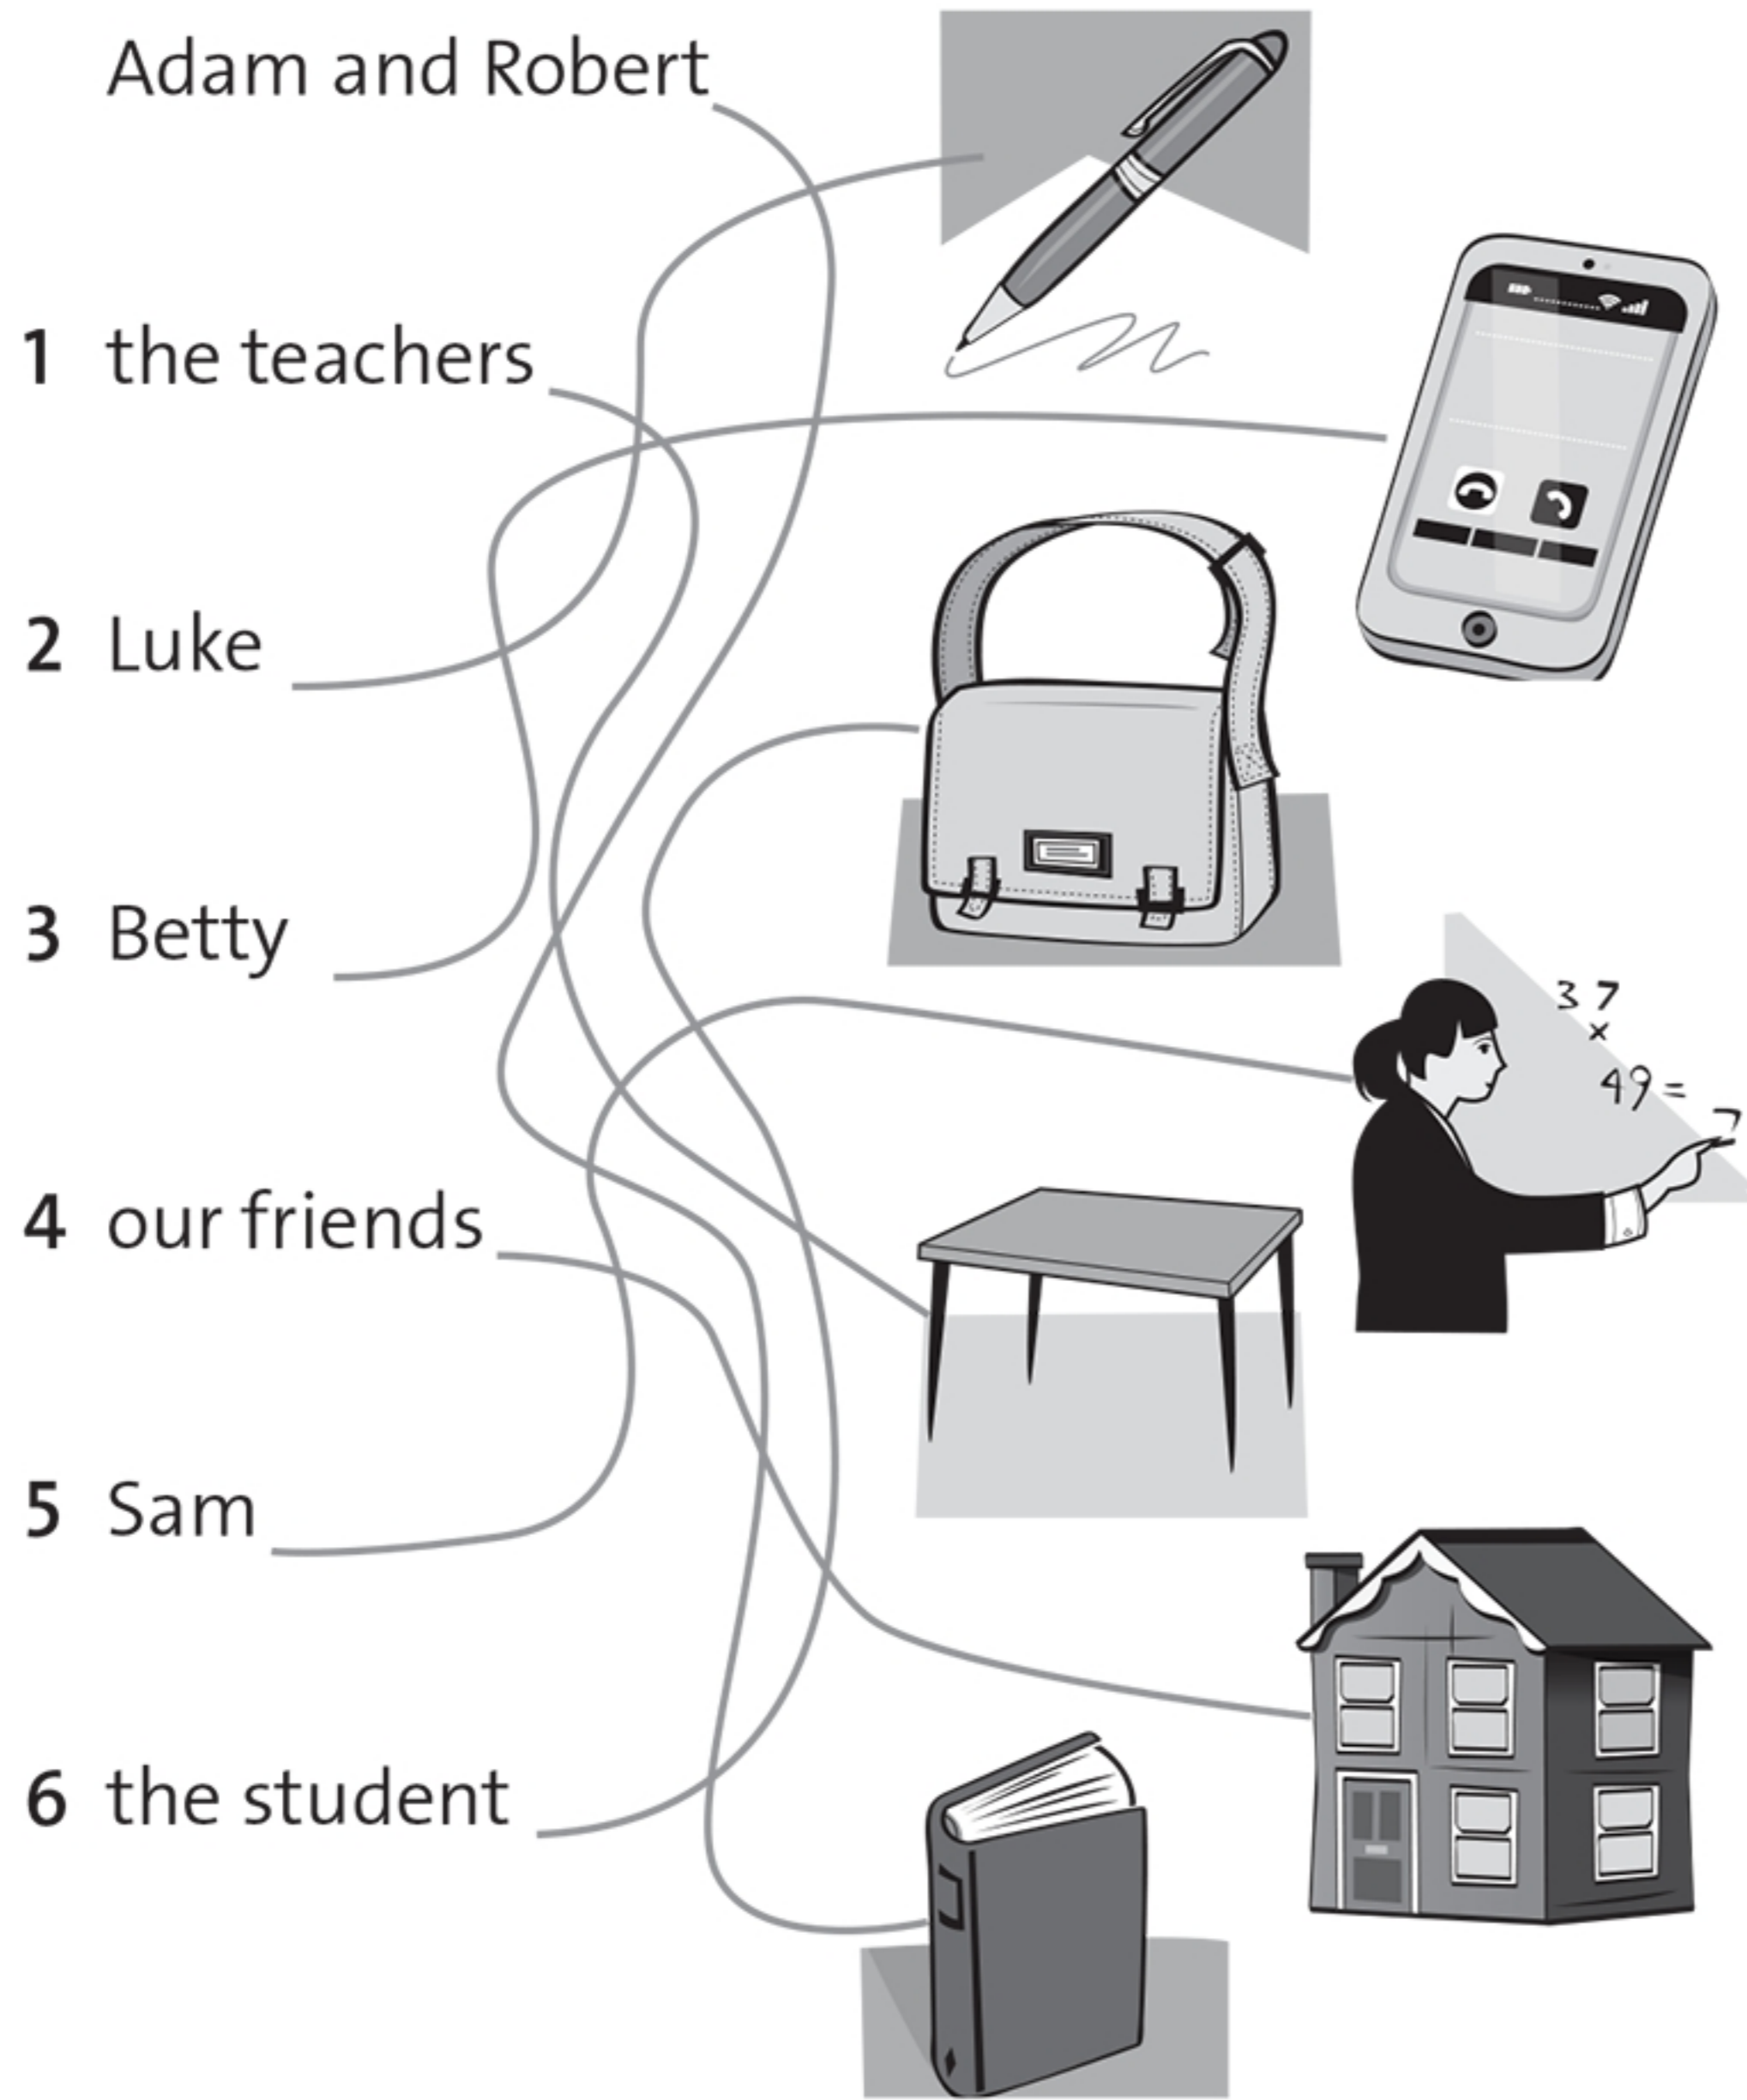 Adam and Robert
1 the teachers
2 Luke
3 Betty
37
x
49=
4 our friends
5 Sam
6 the student